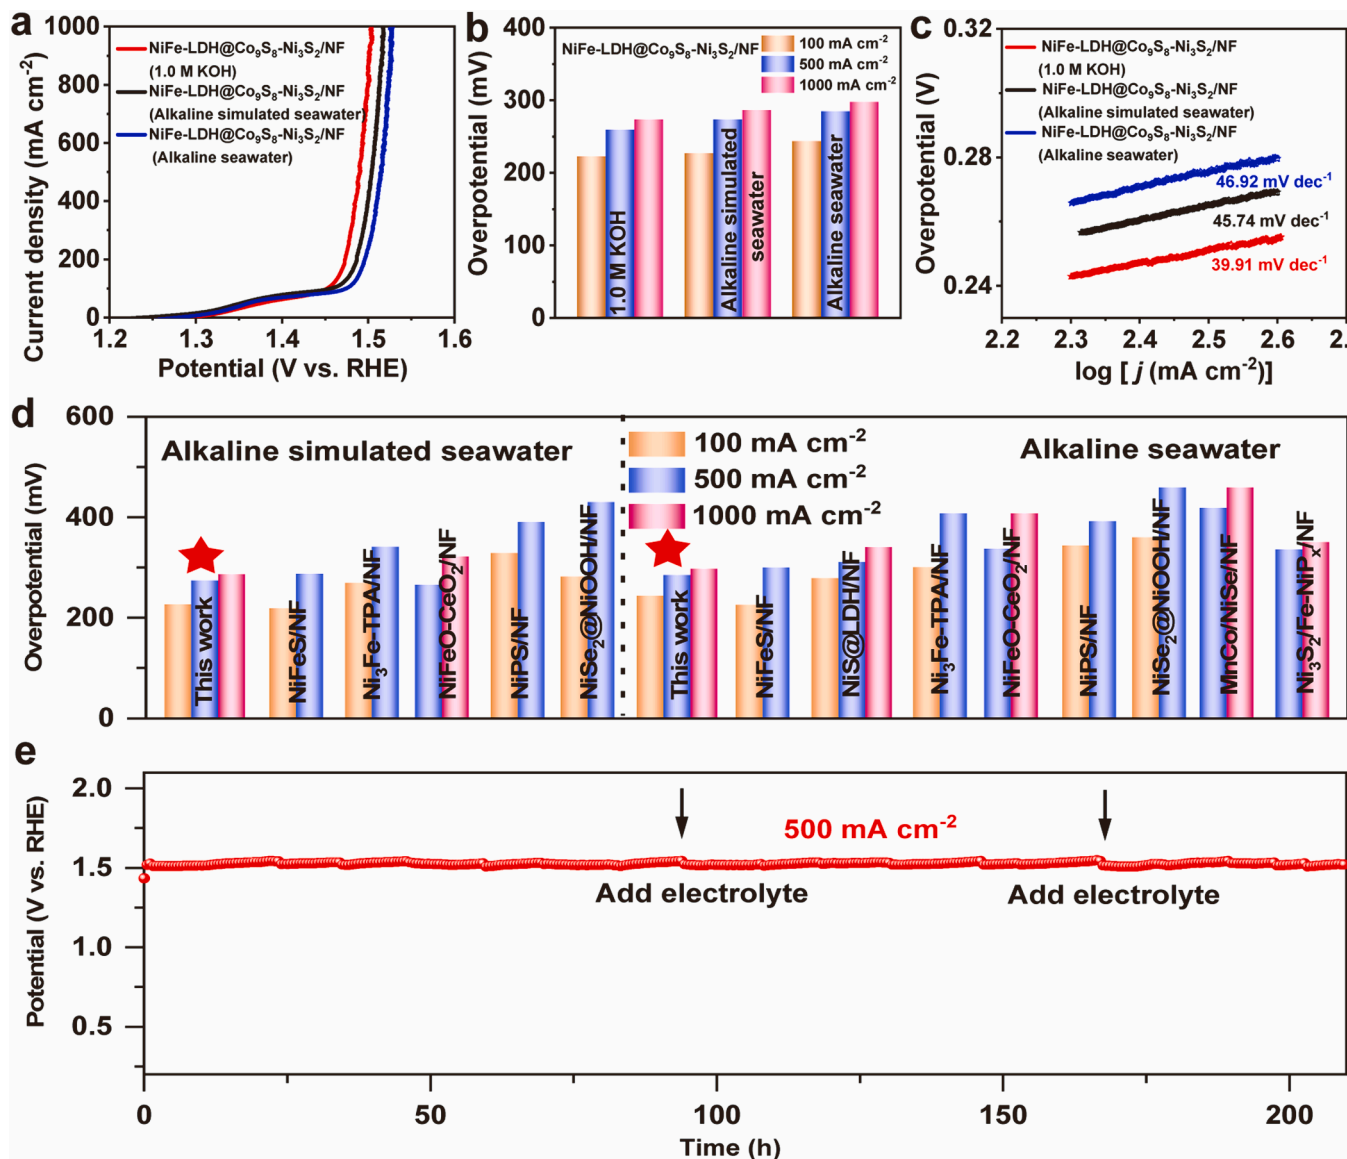 a
1000
800
600
400
200
0
Current density (mA cm⁻²)
NiFe-LDH@Co₉S₈-Ni₃S₂/NF
(1.0 M KOH)
NiFe-LDH@Co₉S₈-Ni₃S₂/NF
(Alkaline simulated seawater)
NiFe-LDH@Co₉S₈-Ni₃S₂/NF
(Alkaline seawater)
1.2 1.3 1.4 1.5 1.6
Potential (V vs. RHE)
b
400
300
200
100
0
Overpotential (mV)
NiFe-LDH@Co₉S₈-Ni₃S₂/NF
100 mA cm⁻²
500 mA cm⁻²
1000 mA cm⁻²
1.0 M KOH
Alkaline simulated
seawater
Alkaline seawater
c
0.32
0.28
0.24
Overpotential (V)
NiFe-LDH@Co₉S₈-Ni₃S₂/NF
(1.0 M KOH)
NiFe-LDH@Co₉S₈-Ni₃S₂/NF
(Alkaline simulated seawater)
NiFe-LDH@Co₉S₈-Ni₃S₂/NF
(Alkaline seawater)
46.92 mV dec⁻¹
45.74 mV dec⁻¹
39.91 mV dec⁻¹
2.2 2.3 2.4 2.5 2.6
log [ j (mA cm⁻²)]
d
600
400
200
0
Overpotential (mV)
Alkaline simulated seawater
100 mA cm⁻²
500 mA cm⁻²
1000 mA cm⁻²
Alkaline seawater
This work
NiFeS/NF
Ni₃Fe-TPA/NF
NiFeO-CeO₂/NF
NiPS/NF
NiSe₂@NiOOH/NF
This work
NiFeS/NF
NiS@LDH/NF
Ni₃Fe-TPA/NF
NiFeO-CeO₂/NF
NiPS/NF
NiSe₂@NiOOH/NF
MnCo/NiSe/NF
Ni₃S₂/Fe-NiPₓ/NF
e
2.0
1.5
1.0
0.5
Potential (V vs. RHE)
500 mA cm⁻²
Add electrolyte
Add electrolyte
0 50 100 150 200
Time (h)